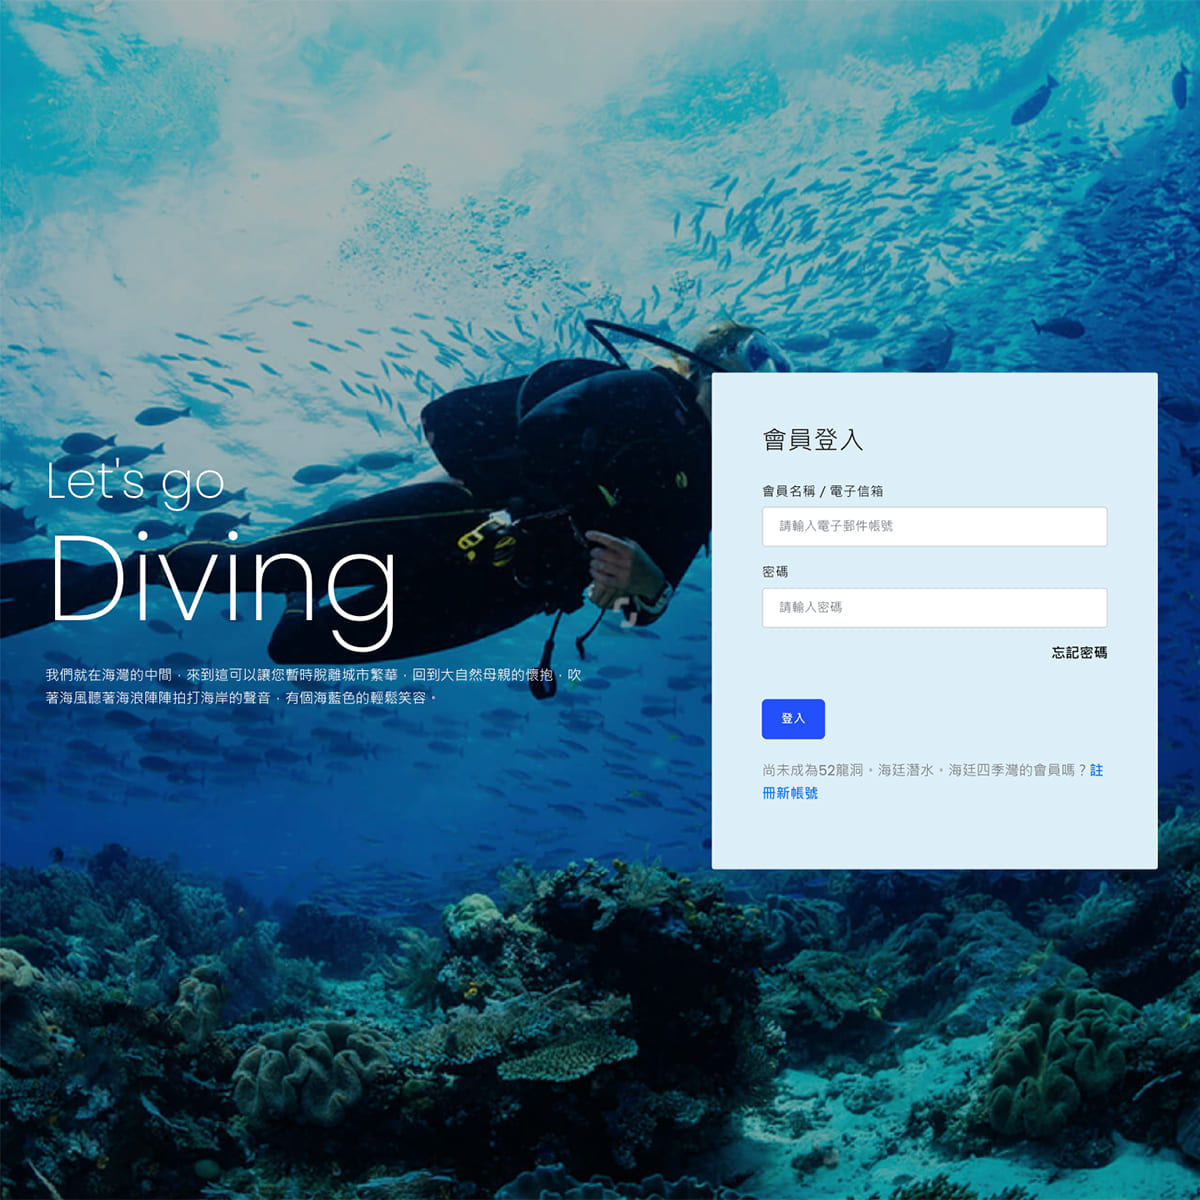 Let's go
Diving
我們就在海灣的中間，來到這可以讓您暫時脫離城市繁華，回到大自然母親的懷抱，吹
著海風聽著海浪陣陣拍打海岸的聲音，有個海藍色的輕鬆笑容。
會員登入
會員名稱 / 電子信箱
請輸入電子郵件帳號
密碼
請輸入密碼
忘記密碼
登入
尚未成為52龍洞。海廷潛水。海廷四季灣的會員嗎？註
冊新帳號